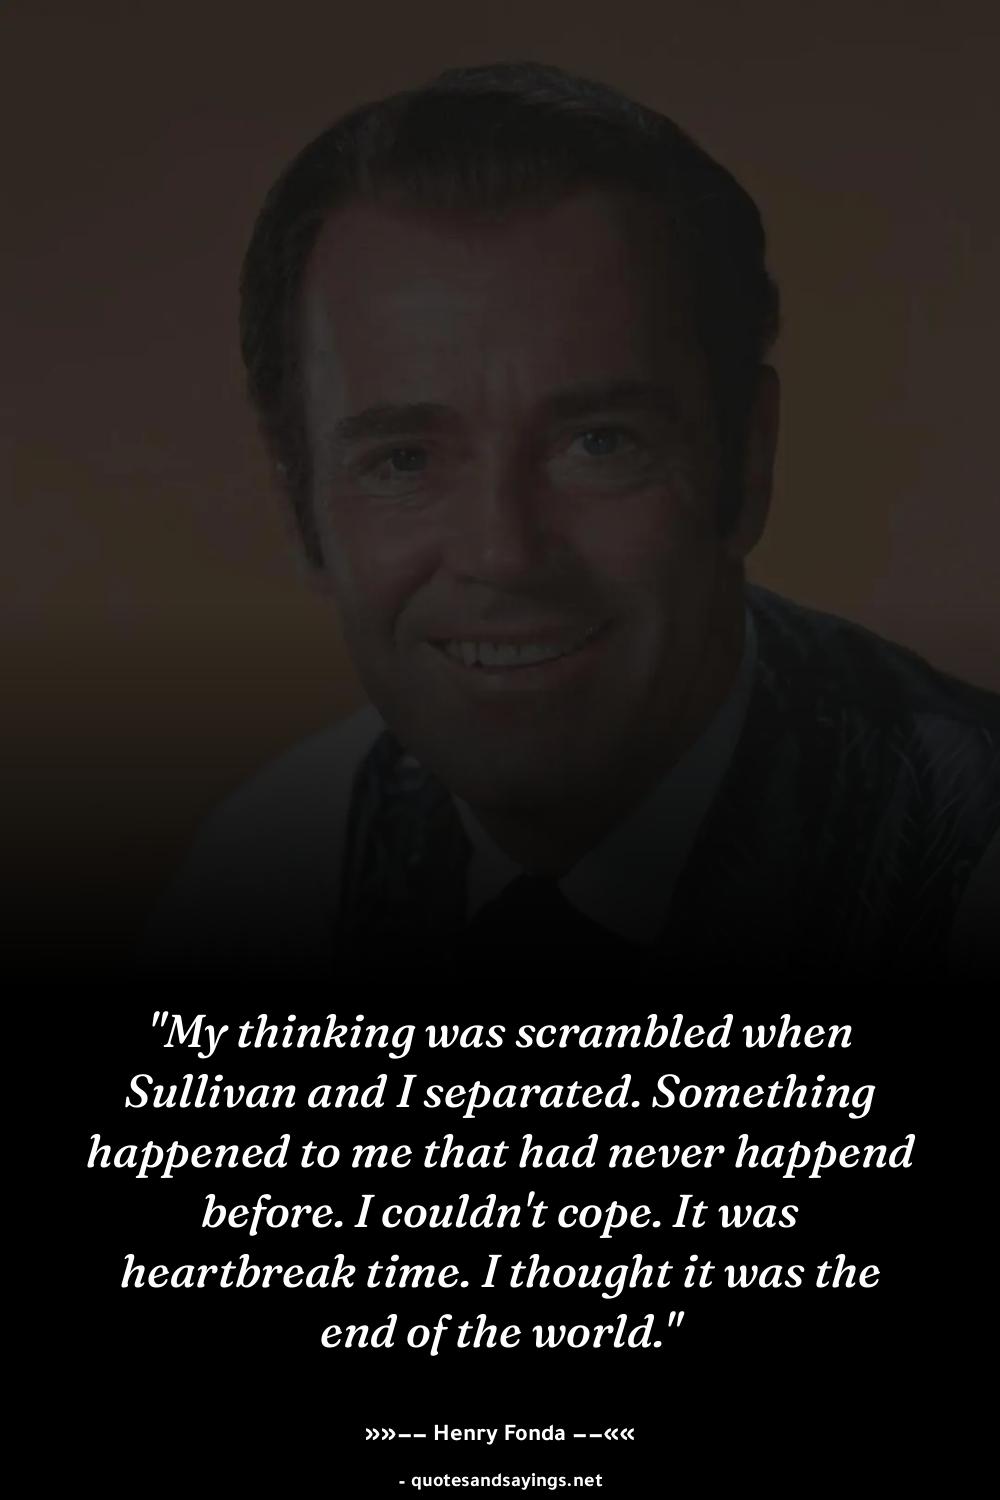 "My thinking was scrambled when
Sullivan and I separated. Something
happened to me that had never happend
before. I couldn't cope. It was
heartbreak time. I thought it was the
end of the world."
»»−− Henry Fonda −−««
- quotesandsayings.net